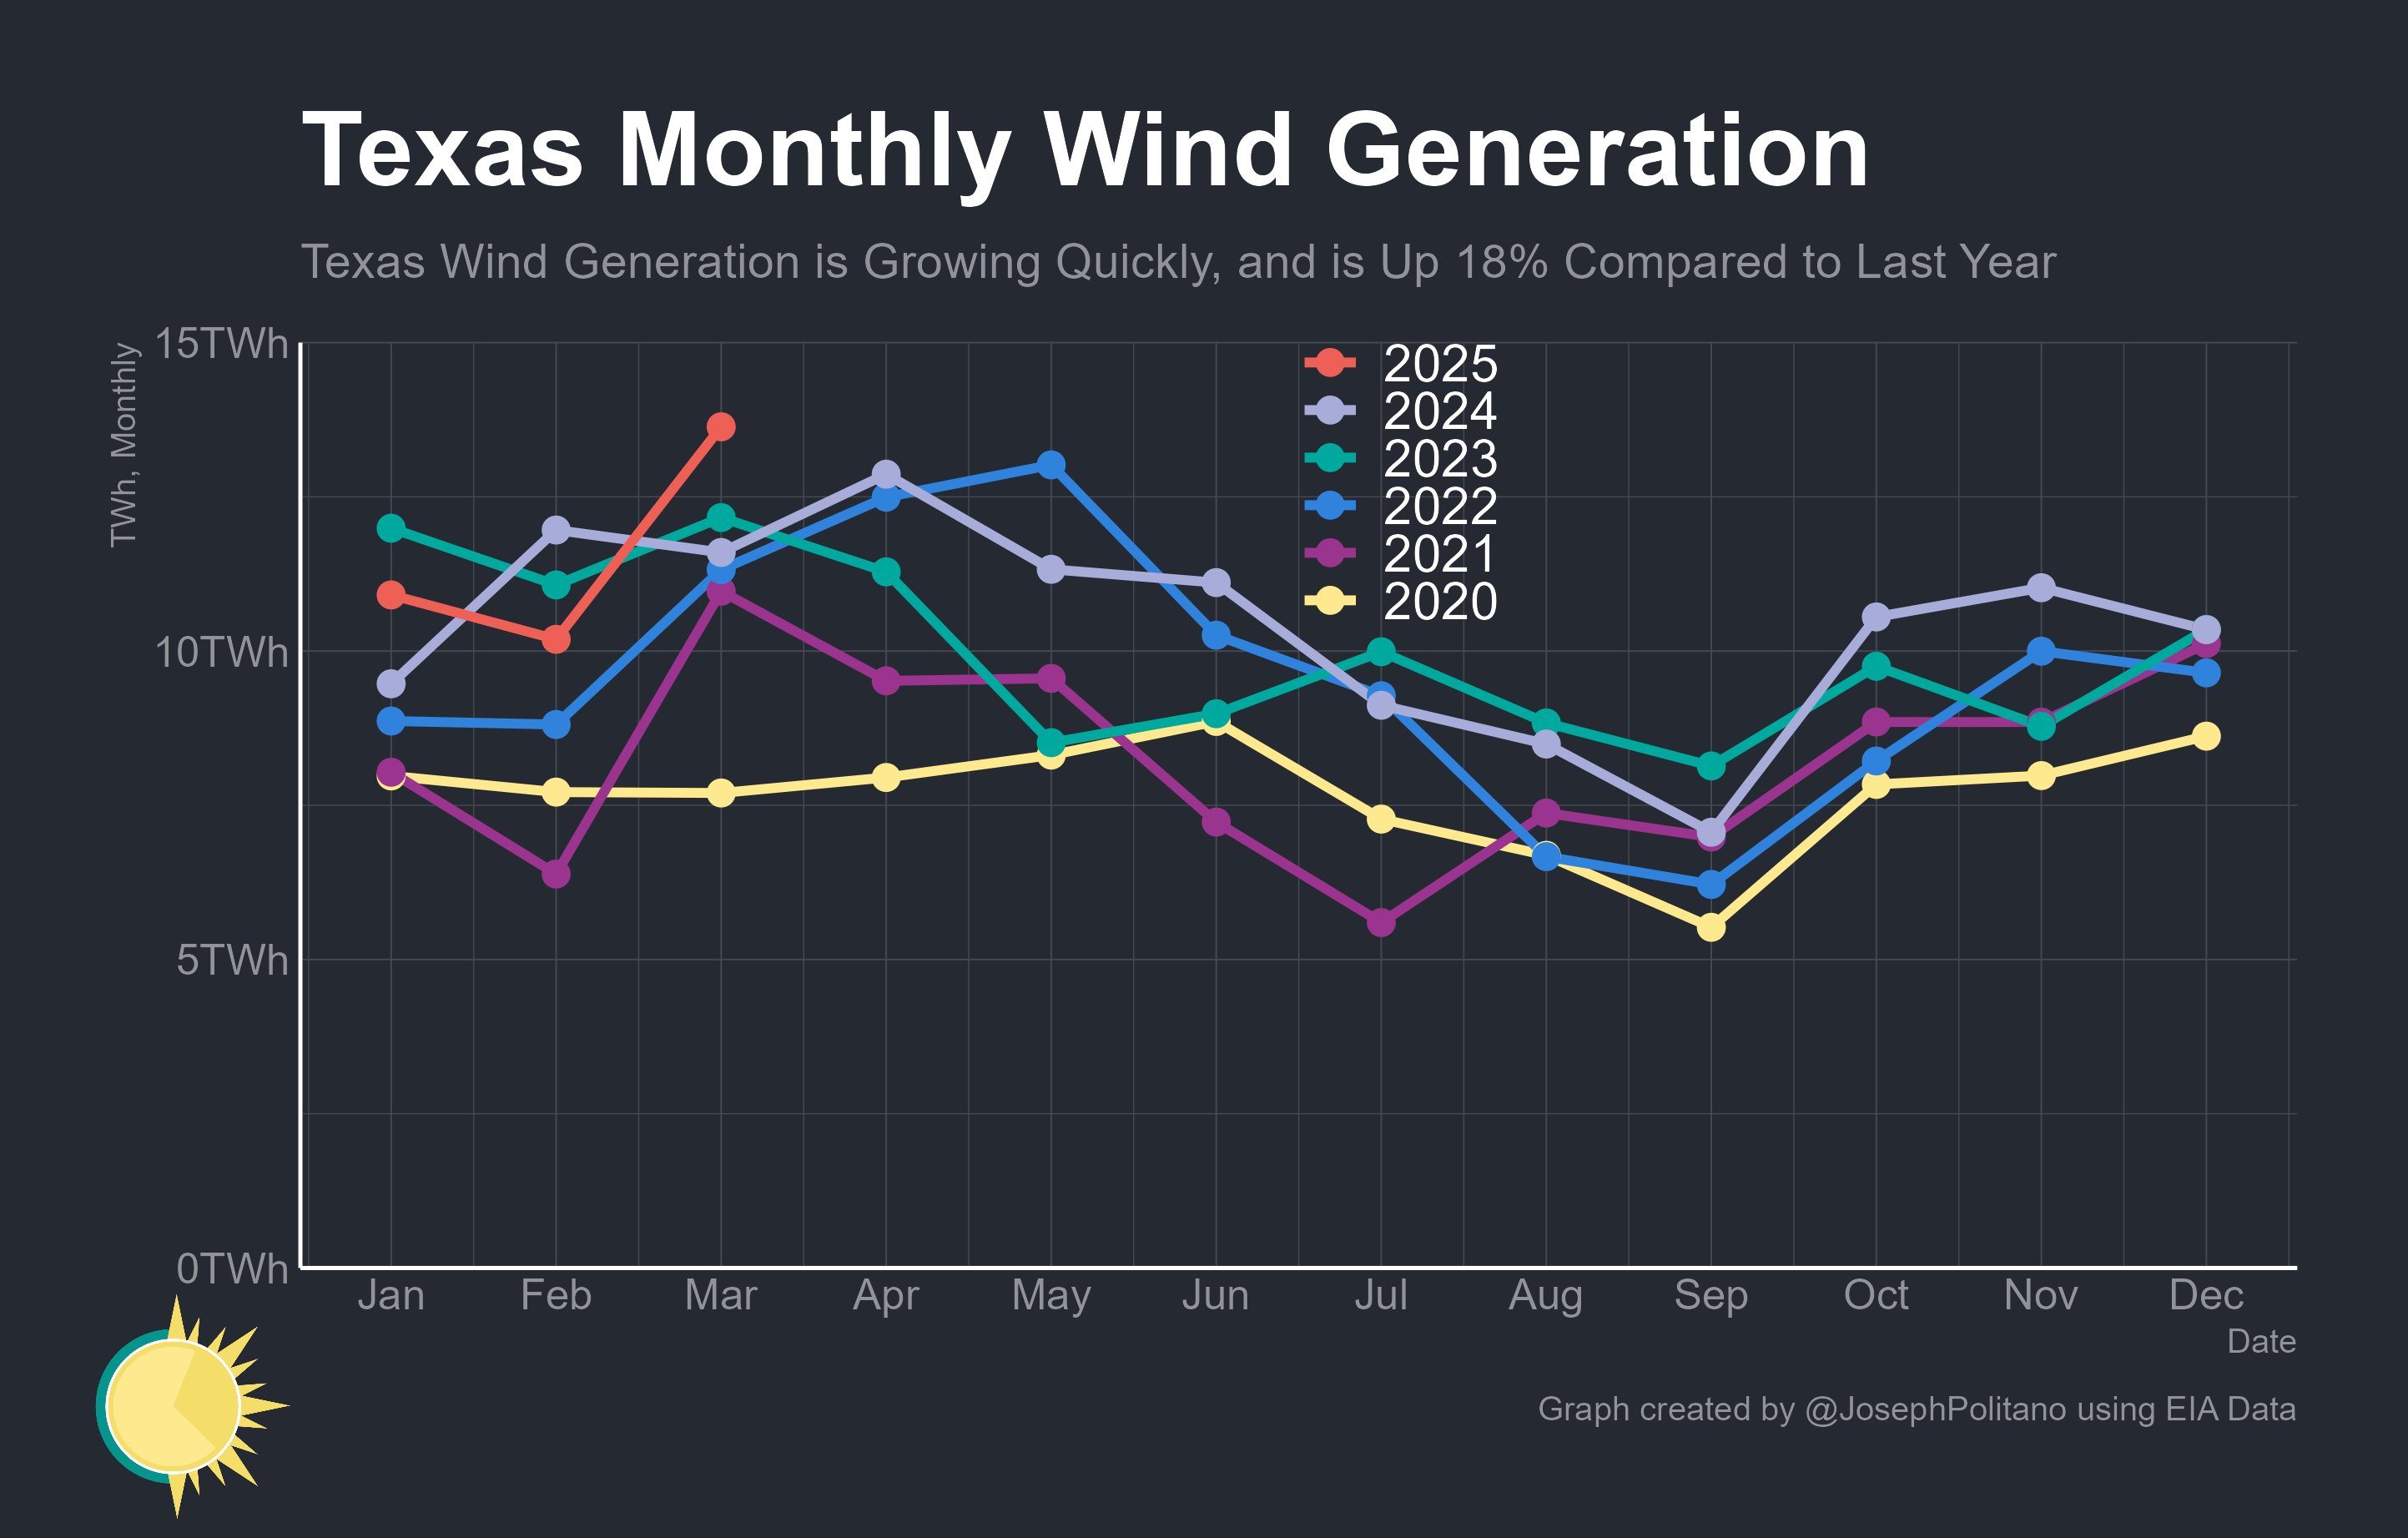 Texas Monthly Wind Generation
Texas Wind Generation is Growing Quickly, and is Up 18% Compared to Last Year
TWh, Monthly
15TWh
10TWh
5TWh
0TWh
2025
2024
2023
2022
2021
2020
Jan Feb Mar Apr May Jun Jul Aug Sep Oct Nov Dec
Date
Graph created by @JosephPolitano using EIA Data